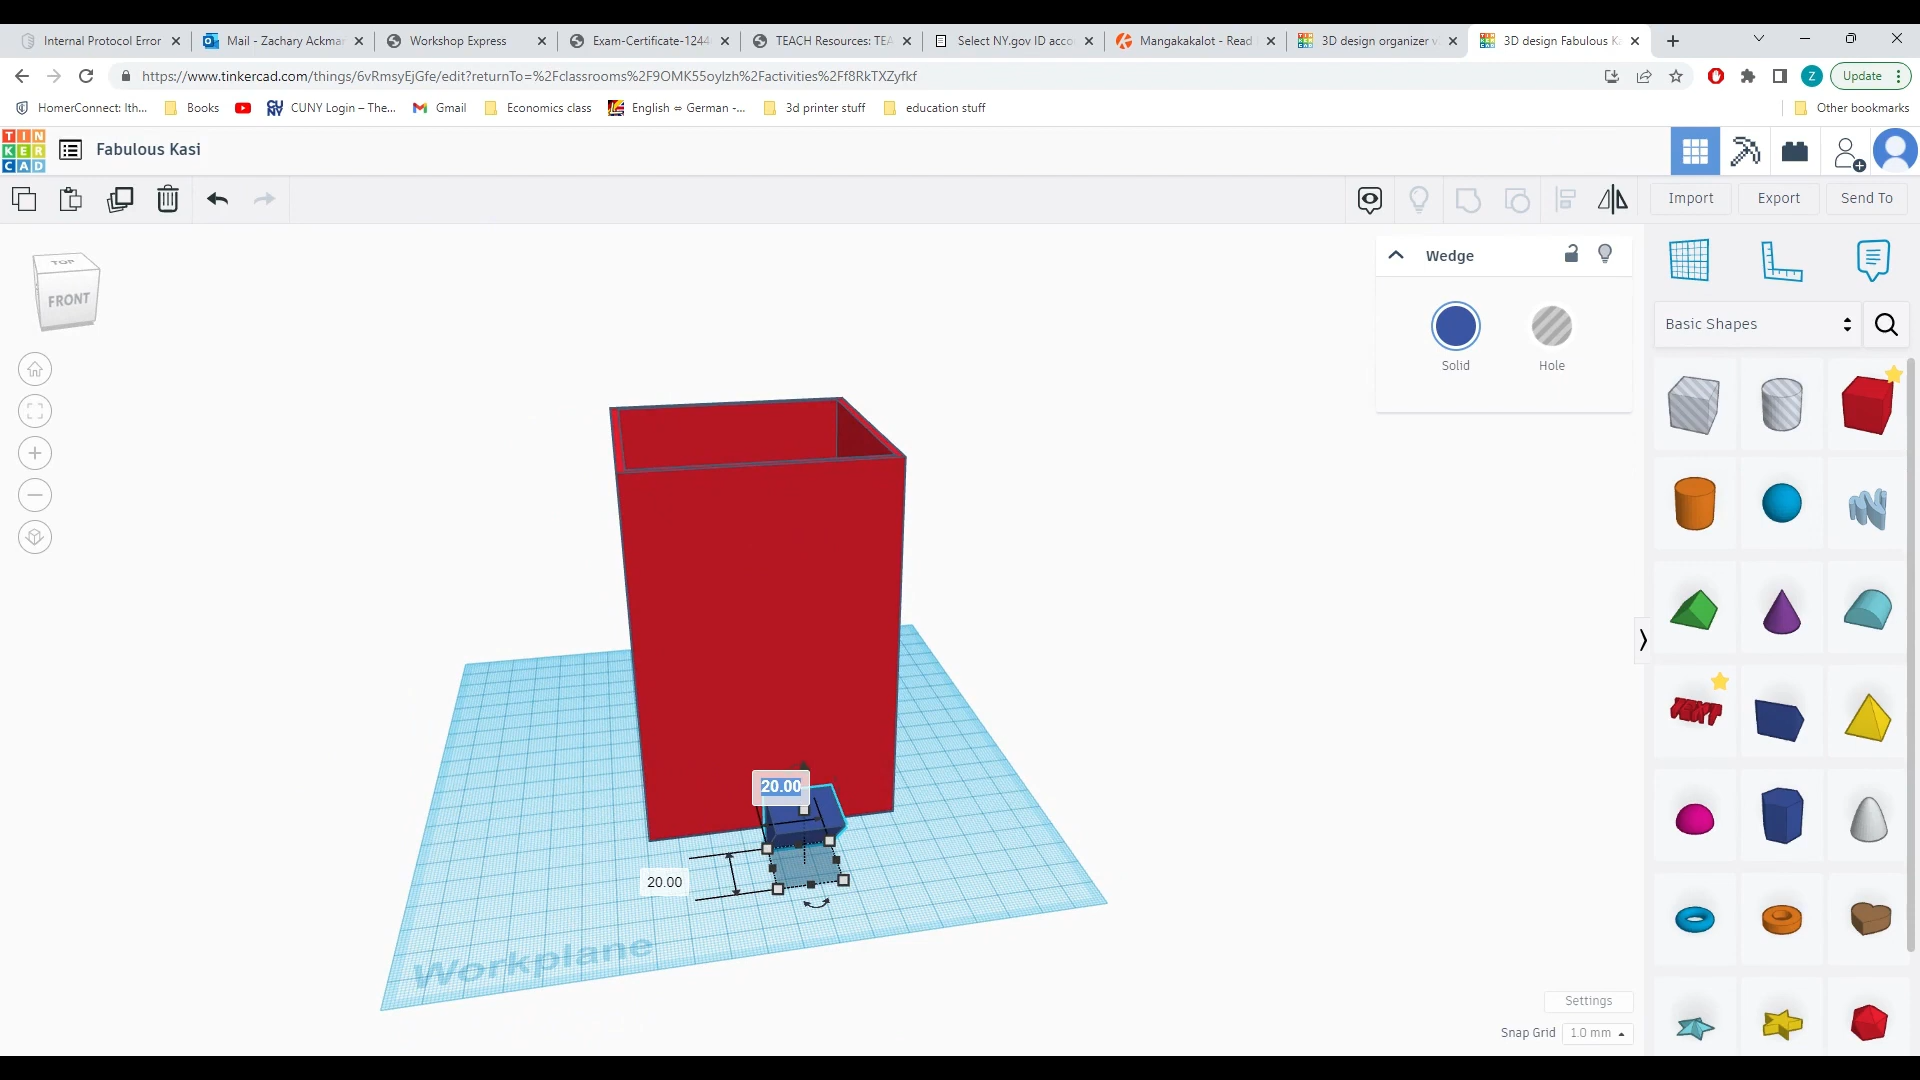 Internal Protocol Error
Mail - Zachary Ackma
Workshop Express
Exam-Certificate-1244
TEACH Resources: TEA
Select NY.gov ID acco
Mangakakalot - Read
3D design organizer v
3D design Fabulous K
https://www.tinkercad.com/things/6vRmsyEjGfe/edit?returnTo=%2Fclassrooms%2F9OMK55oylzh%2Factivities%2Ff8RkTXZyfkf
Z
Update
HomerConnect: Ith...
Books
CUNY Login – The...
Gmail
Economics class
English ⇔ German -...
3d printer stuff
education stuff
Other bookmarks
TIN
KER
CAD
Fabulous Kasi
Import
Export
Send To
TOP
FRONT
Wedge
Solid
Hole
Basic Shapes
TEXT
20.00
20.00
Workplane
Settings
Snap Grid
1.0 mm